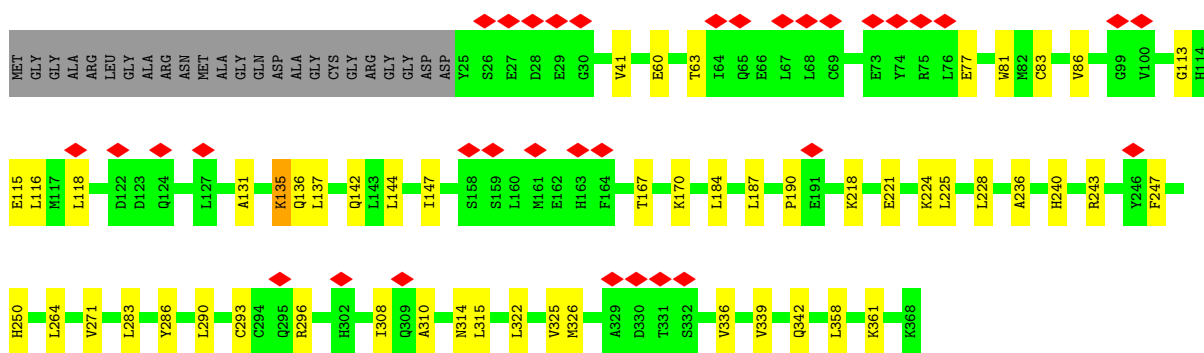 MET GLY GLY ALA ARG LEU GLY ALA ARG ASN MET ALA GLY GLN ASP ALA GLY CYS GLY ARG GLY GLY ASP ASP Y25 S26 E27 D28 E29 G30 V41 E60 T63 I64 Q65 E66 L67 L68 C69 E73 Y74 R75 L76 E77 W81 M82 C83 V86 G99 V100 G113 H114
E115 L116 M117 L118 D122 D123 Q124 L127 A131 K135 Q136 L137 Q142 L143 L144 I147 S158 S159 L160 M161 E162 H163 F164 T167 K170 L184 L187 P190 E191 K218 E221 K224 L225 L228 A236 H240 R243 Y246 F247
H250 L264 V271 L283 Y286 L290 C293 C294 Q295 R296 H302 I308 Q309 A310 N314 L315 L322 V325 M326 A329 D330 T331 S332 V336 V339 Q342 L358 K361 K368